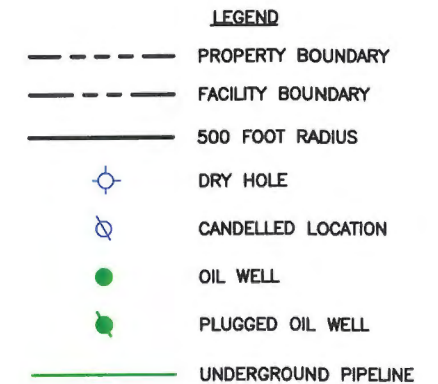 LEGEND
PROPERTY BOUNDARY
FACILITY BOUNDARY
500 FOOT RADIUS
DRY HOLE
CANDELLED LOCATION
OIL WELL
PLUGGED OIL WELL
UNDERGROUND PIPELINE